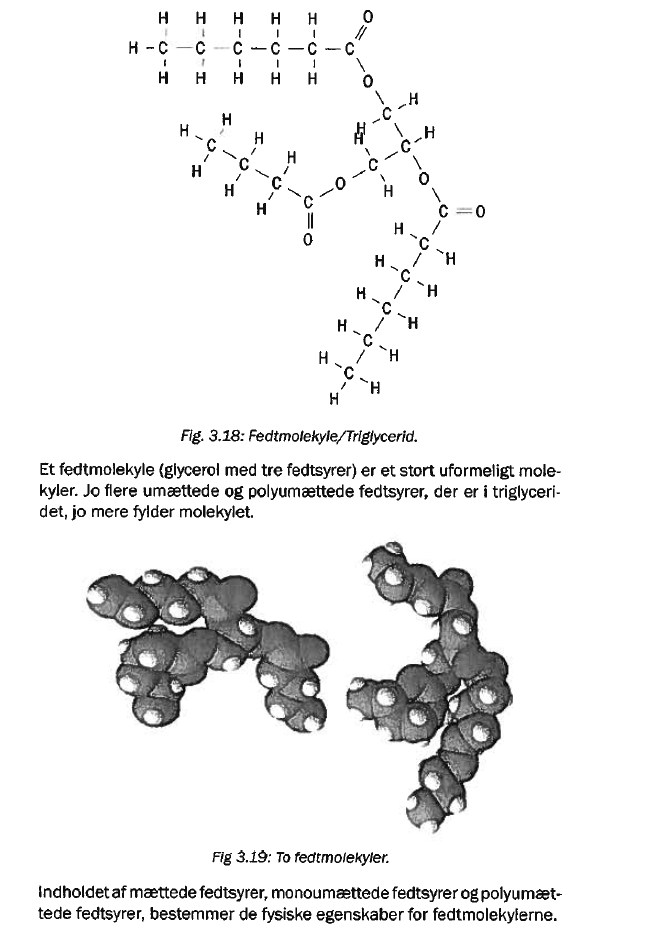 H H H H H O
H - C - C - C - C - C - C
H H H H H O
H
H C
H H H H
H C H C
C H H C
H C O H O
H C C = O
O H C
H
H C
H
H C
H
H C
H
H C
H
H
Fig. 3.18: Fedtmolekyle/Triglycerid.
Et fedtmolekyle (glycerol med tre fedtsyrer) er et stort uformeligt mole-
kyler. Jo flere umættede og polyumættede fedtsyrer, der er i triglyceri-
det, jo mere fylder molekylet.
Fig 3.19: To fedtmolekyler.
Indholdet af mættede fedtsyrer, monoumættede fedtsyrer og polyumæt-
tede fedtsyrer, bestemmer de fysiske egenskaber for fedtmolekylerne.